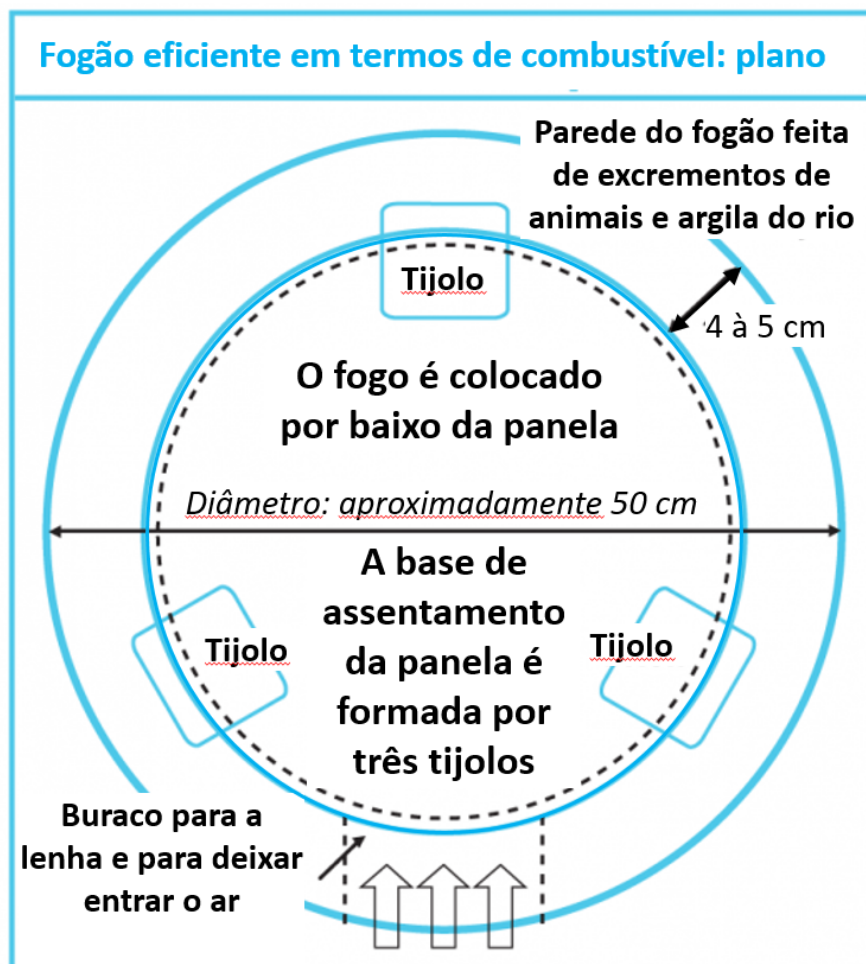 Fogão eficiente em termos de combustível: plano
Parede do fogão feita
de excrementos de
animais e argila do rio
Tijolo
4 à 5 cm
O fogo é colocado
por baixo da panela
Diâmetro: aproximadamente 50 cm
A base de
assentamento
da panela é
formada por
três tijolos
Tijolo
Tijolo
Buraco para a
lenha e para deixar
entrar o ar